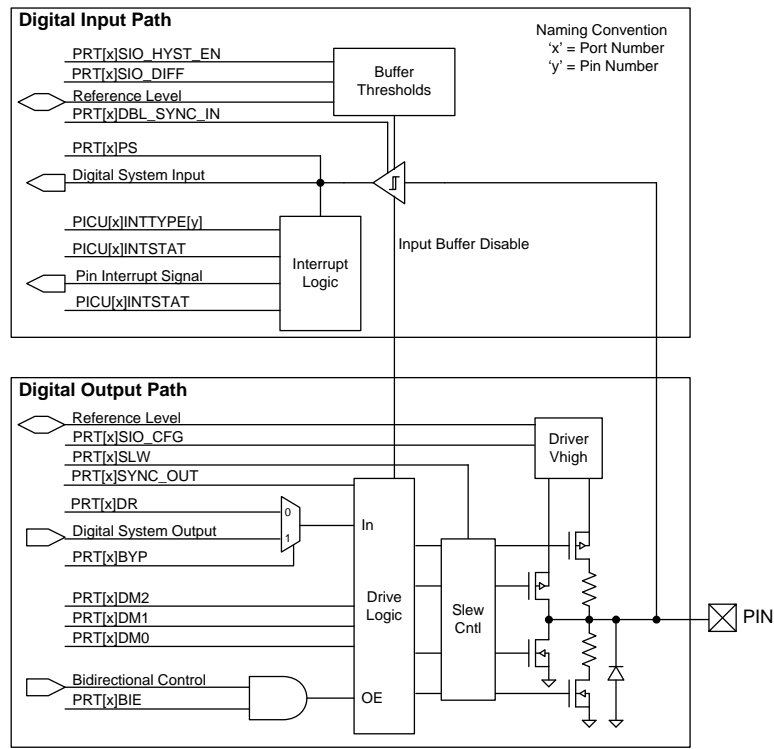 Digital Input Path
Naming Convention
'x' = Port Number
'y' = Pin Number
PRT[x]SIO_HYST_EN
PRT[x]SIO_DIFF
Reference Level
PRT[x]DBL_SYNC_IN
Buffer
Thresholds
PRT[x]PS
Digital System Input
PICU[x]INTTYPE[y]
PICU[x]INTSTAT
Pin Interrupt Signal
PICU[x]INTSTAT
Interrupt
Logic
Input Buffer Disable
Digital Output Path
Reference Level
PRT[x]SIO_CFG
PRT[x]SLW
PRT[x]SYNC_OUT
Driver
Vhigh
PRT[x]DR
Digital System Output
PRT[x]BYP
0
1
In
PRT[x]DM2
PRT[x]DM1
PRT[x]DM0
Drive
Logic
Slew
Cntl
PIN
Bidirectional Control
PRT[x]BIE
OE